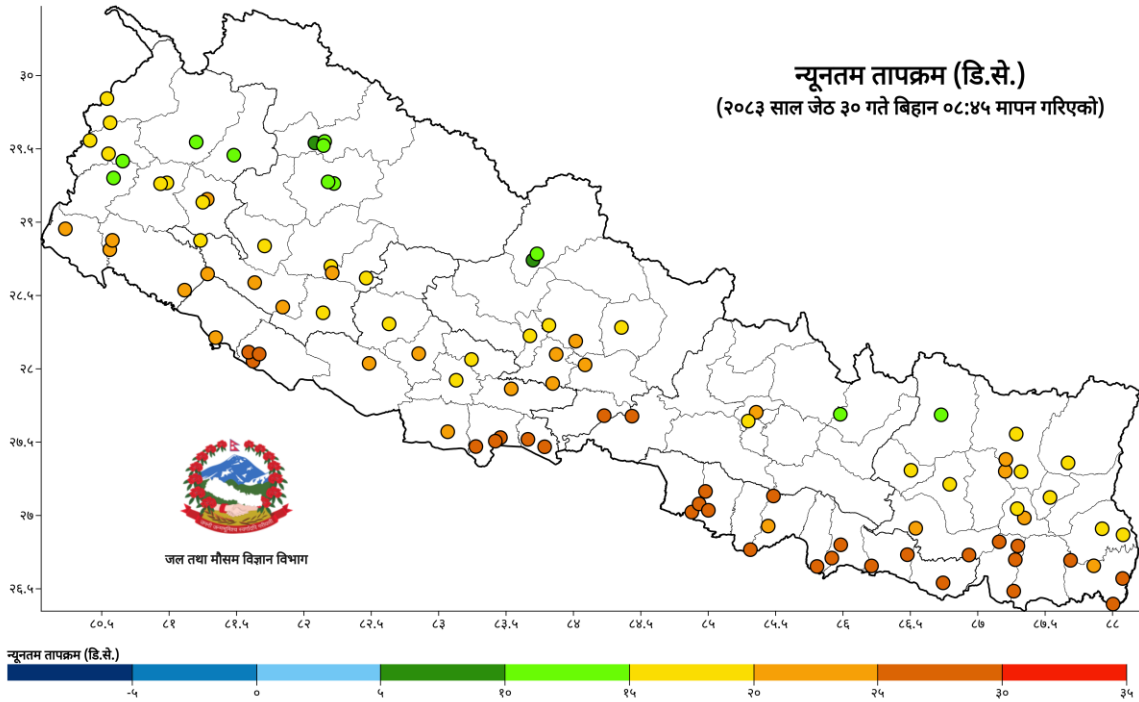 न्यूनतम तापक्रम (डि.से.)
(२०८३ साल जेठ ३० गते बिहान ०८:४५ मापन गरिएको)
३०
२९.५
२९
२८.५
२८
२७.५
२७
२६.५
८०.५ ८१ ८१.५ ८२ ८२.५ ८३ ८३.५ ८४ ८४.५ ८५ ८५.५ ८६ ८६.५ ८७ ८७.५ ८८
जल तथा मौसम विज्ञान विभाग
न्यूनतम तापक्रम (डि.से.)
-५ ० ५ १० १५ २० २५ ३० ३५